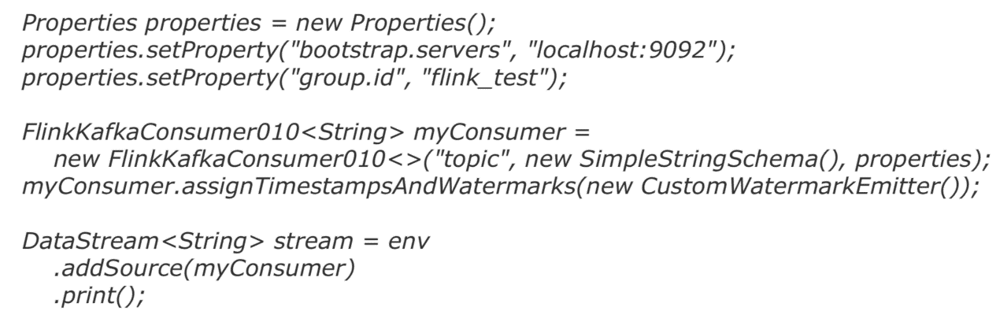 Properties properties = new Properties();
properties.setProperty("bootstrap.servers", "localhost:9092");
properties.setProperty("group.id", "flink_test");
FlinkKafkaConsumer010<String> myConsumer =
new FlinkKafkaConsumer010<>("topic", new SimpleStringSchema(), properties);
myConsumer.assignTimestampsAndWatermarks(new CustomWatermarkEmitter());
DataStream<String> stream = env
.addSource(myConsumer)
.print();